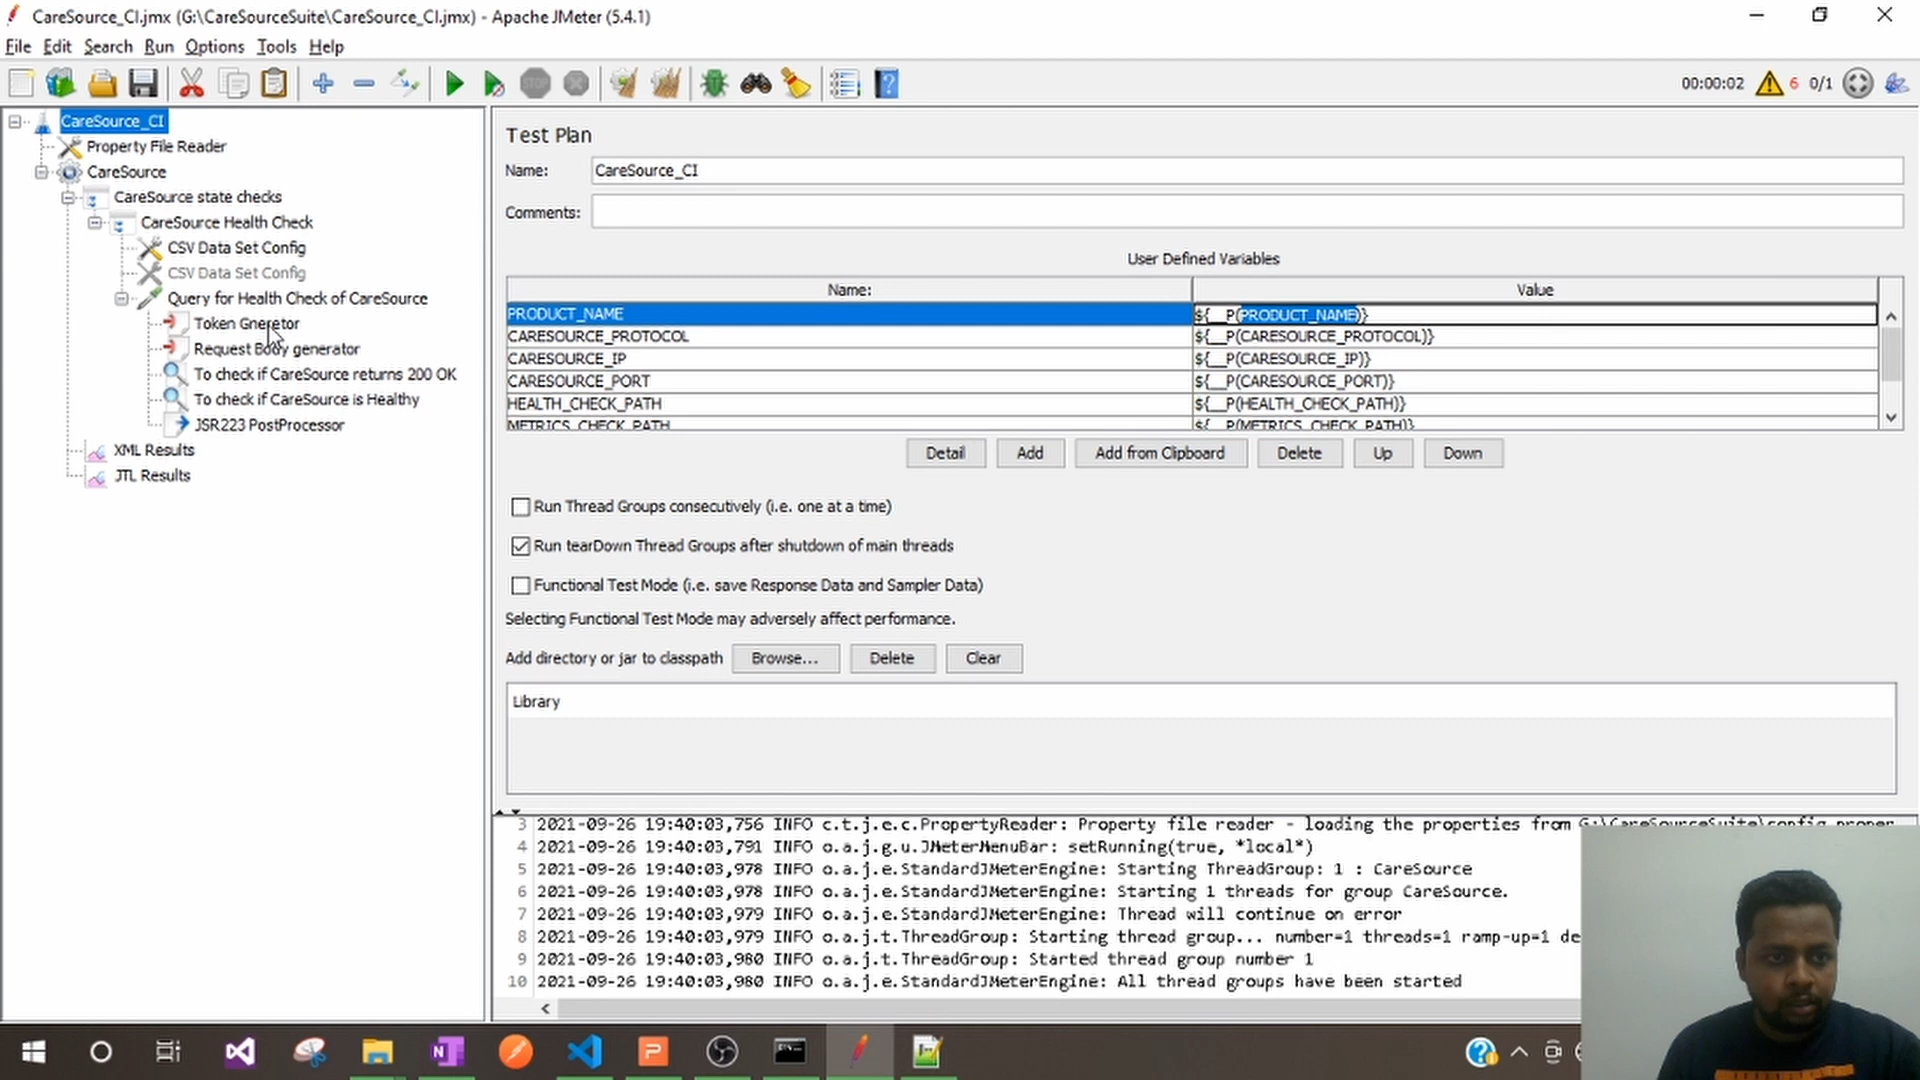 CareSource_CI.jmx (G:\CareSourceSuite\CareSource_CI.jmx) - Apache JMeter (5.4.1)
File Edit Search Run Options Tools Help
STOP
00:00:02 6 0/1
CareSource_CI
Property File Reader
CareSource
CareSource state checks
CareSource Health Check
CSV Data Set Config
CSV Data Set Config
Query for Health Check of CareSource
Token Gneretor
Request Body generator
To check if CareSource returns 200 OK
To check if CareSource is Healthy
JSR223 PostProcessor
XML Results
JTL Results
Test Plan
Name: CareSource_CI
Comments:
User Defined Variables
Name: Value
PRODUCT_NAME ${__P(PRODUCT_NAME)}
CARESOURCE_PROTOCOL ${__P(CARESOURCE_PROTOCOL)}
CARESOURCE_IP ${__P(CARESOURCE_IP)}
CARESOURCE_PORT ${__P(CARESOURCE_PORT)}
HEALTH_CHECK_PATH ${__P(HEALTH_CHECK_PATH)}
METRICS_CHECK_PATH ${__P(METRICS_CHECK_PATH)}
Detail Add Add from Clipboard Delete Up Down
Run Thread Groups consecutively (i.e. one at a time)
Run tearDown Thread Groups after shutdown of main threads
Functional Test Mode (i.e. save Response Data and Sampler Data)
Selecting Functional Test Mode may adversely affect performance.
Add directory or jar to classpath Browse... Delete Clear
Library
3 2021-09-26 19:40:03,756 INFO c.t.j.e.c.PropertyReader: Property file reader - loading the properties from G:\CareSourceSuite\config.proper
4 2021-09-26 19:40:03,791 INFO o.a.j.g.u.JMeterMenuBar: setRunning(true, *local*)
5 2021-09-26 19:40:03,978 INFO o.a.j.e.StandardJMeterEngine: Starting ThreadGroup: 1 : CareSource
6 2021-09-26 19:40:03,978 INFO o.a.j.e.StandardJMeterEngine: Starting 1 threads for group CareSource.
7 2021-09-26 19:40:03,979 INFO o.a.j.e.StandardJMeterEngine: Thread will continue on error
8 2021-09-26 19:40:03,979 INFO o.a.j.t.ThreadGroup: Starting thread group... number=1 threads=1 ramp-up=1 de
9 2021-09-26 19:40:03,980 INFO o.a.j.t.ThreadGroup: Started thread group number 1
10 2021-09-26 19:40:03,980 INFO o.a.j.e.StandardJMeterEngine: All thread groups have been started